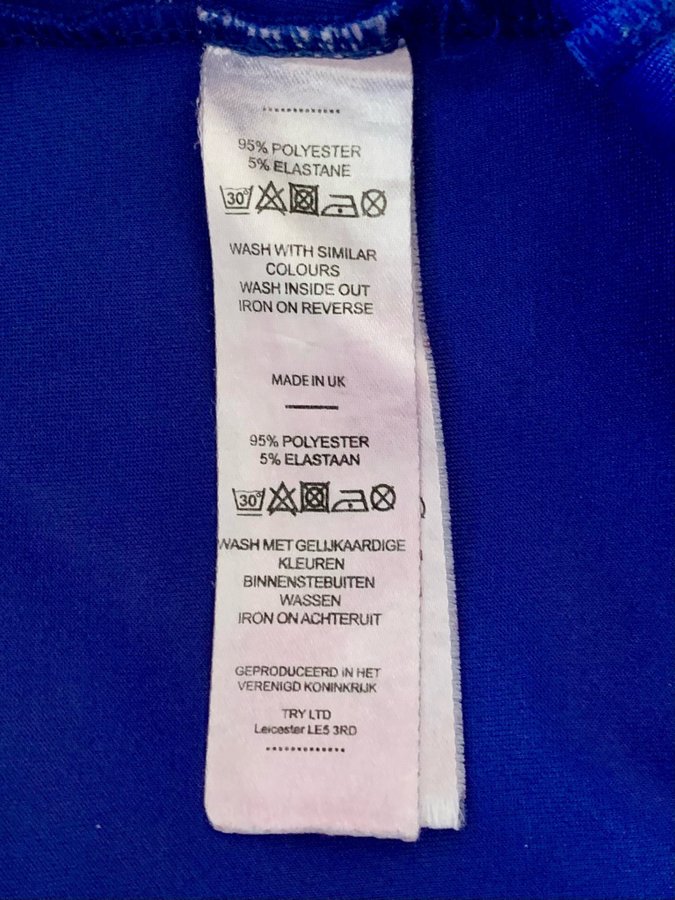 95% POLYESTER
5% ELASTANE
30°
WASH WITH SIMILAR
COLOURS
WASH INSIDE OUT
IRON ON REVERSE
MADE IN UK
95% POLYESTER
5% ELASTAAN
30°
WASH MET GELIJKAARDIGE
KLEUREN
BINNENSTEBUITEN
WASSEN
IRON ON ACHTERUIT
GEPRODUCEERD IN HET
VERENIGD KONINKRIJK
TRY LTD
Leicester LE5 3RD